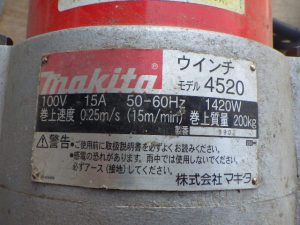 makita ウインチ
モデル 4520
100V 15A 50-60Hz 1420W
巻上速度 0.25m/s (15m/min) 巻上質量 200kg
製番
⚠警告 •ご使用前に取扱説明書をよくお読みください。
•感電の恐れがあります。雨中では使用しないでください。
必ずアース（接地）してください。
株式会社マキタ